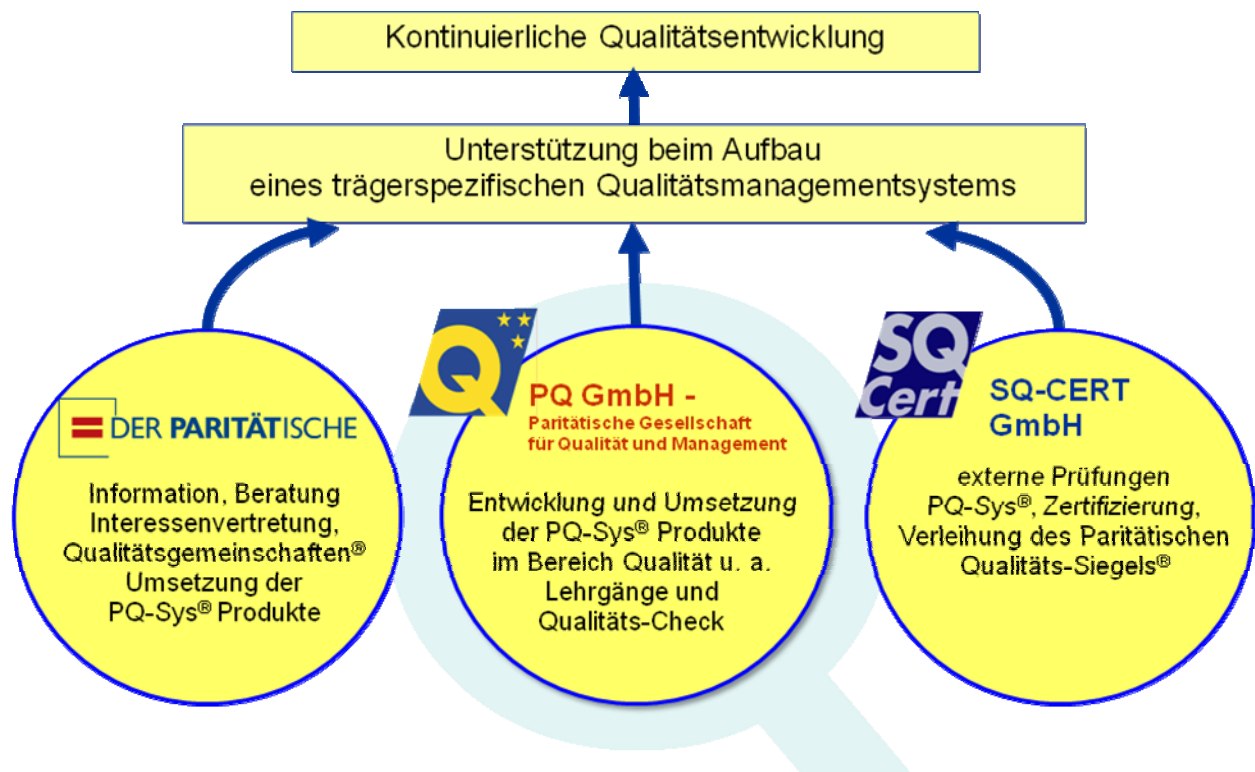 Kontinuierliche Qualitätsentwicklung
Unterstützung beim Aufbau
eines trägerspezifischen Qualitätsmanagementsystems
DER PARITÄTISCHE
Information, Beratung
Interessenvertretung,
Qualitätsgemeinschaften®
Umsetzung der
PQ-Sys® Produkte
Q
PQ GmbH -
Paritätische Gesellschaft
für Qualität und Management
Entwicklung und Umsetzung
der PQ-Sys® Produkte
im Bereich Qualität u. a.
Lehrgänge und
Qualitäts-Check
SQ
Cert
SQ-CERT
GmbH
externe Prüfungen
PQ-Sys®, Zertifizierung,
Verleihung des Paritätischen
Qualitäts-Siegels®